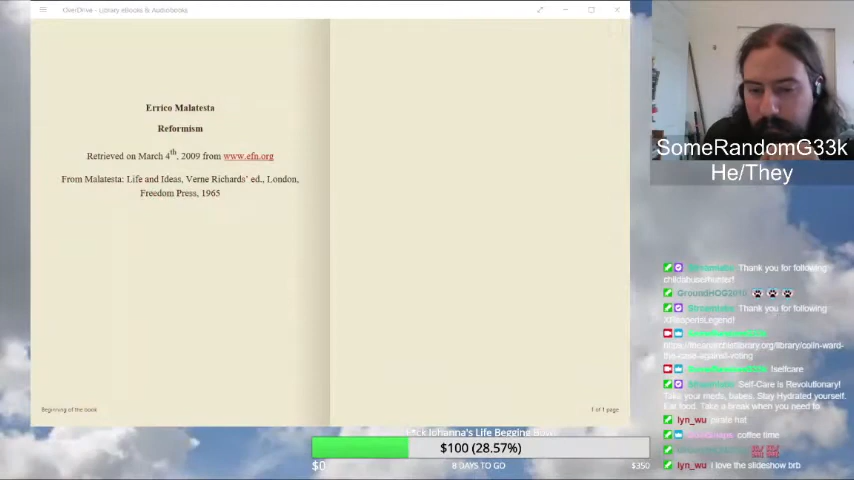 OverDrive - Library eBooks & Audiobooks
Errico Malatesta
Reformism
Retrieved on March 4th, 2009 from www.efn.org
From Malatesta: Life and Ideas, Verne Richards' ed., London,
Freedom Press, 1965
Beginning of the book
1 of 1 page
SomeRandomG33k
He/They
Thank you for following
GroundHOG2010
Thank you for following
https://theanarchistlibrary.org/library/colin-ward-
the-case-against-voting
!selfcare
Self-Care is Revolutionary!
Take your meds, babes. Stay Hydrated yourself.
Eat food. Take a break when you need to
lyn_wu pirate hat
coffee time
lyn_wu I love the slideshow brb
Johanna's Life Begging
$100 (28.57%)
$0
8 DAYS TO GO
$350